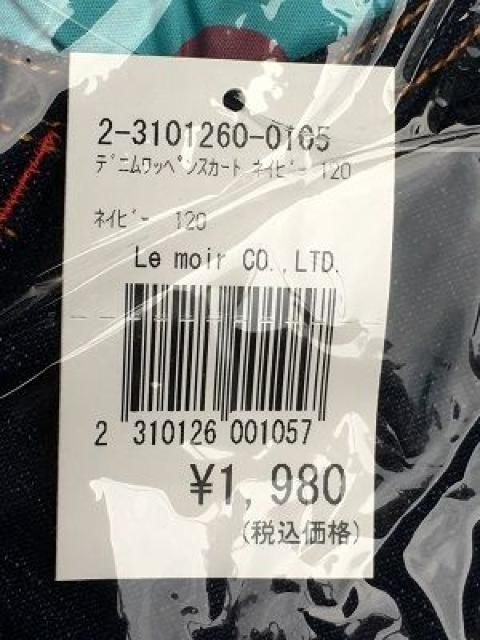 2-3101260-0105
ﾃﾞﾆﾑﾜｯﾍﾟﾝｽｶｰﾄ ﾈｲﾋﾞｰ 120
ﾈｲﾋﾞｰ 120
Le moir CO.,LTD.
2 310126 001057
¥1,980
(税込価格)